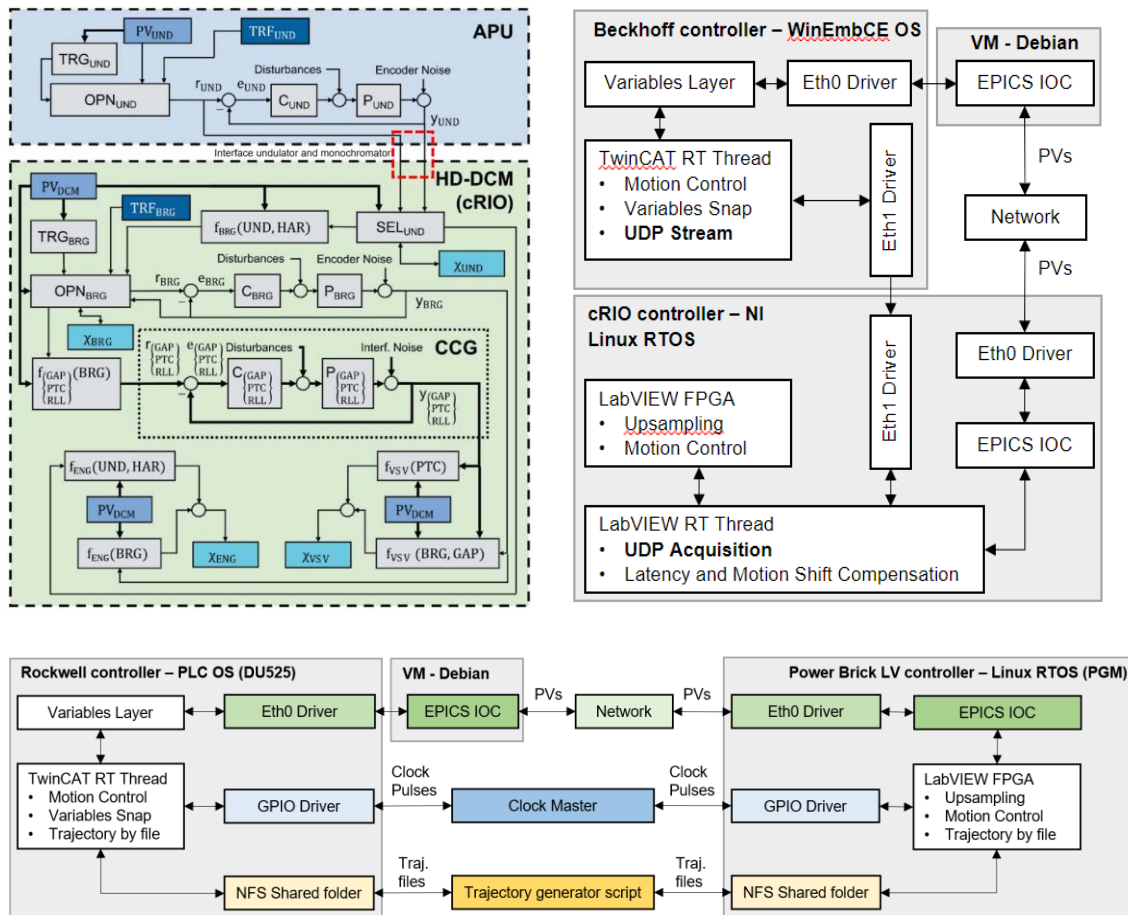 APU
PV_UND
TRF_UND
TRG_UND
OPN_UND
r_UND
e_UND
Disturbances
Encoder Noise
C_UND
P_UND
y_UND
Interface undulator and monochromator
HD-DCM
(cRIO)
PV_DCM
TRF_BRG
TRG_BRG
f_BRG(UND, HAR)
SEL_UND
χ_UND
Disturbances
Encoder Noise
OPN_BRG
r_BRG
e_BRG
C_BRG
P_BRG
y_BRG
χ_BRG
CCG
f_{GAP PTC RLL}(BRG)
r_{GAP PTC RLL}
e_{GAP PTC RLL}
Disturbances
Interf. Noise
C_{GAP PTC RLL}
P_{GAP PTC RLL}
y_{GAP PTC RLL}
f_ENG(UND, HAR)
f_VSV(PTC)
PV_DCM
PV_DCM
f_ENG(BRG)
χ_ENG
χ_VSV
f_VSV (BRG, GAP)
−
−
−
Beckhoff controller – WinEmbCE OS
Variables Layer
Eth0 Driver
TwinCAT RT Thread
• Motion Control
• Variables Snap
• UDP Stream
Eth1 Driver
VM - Debian
EPICS IOC
PVs
Network
PVs
cRIO controller – NI
Linux RTOS
Eth1 Driver
Eth0 Driver
LabVIEW FPGA
• Upsampling
• Motion Control
EPICS IOC
LabVIEW RT Thread
• UDP Acquisition
• Latency and Motion Shift Compensation
Rockwell controller – PLC OS (DU525)
VM - Debian
Power Brick LV controller – Linux RTOS (PGM)
Variables Layer
Eth0 Driver
EPICS IOC
PVs
Network
PVs
Eth0 Driver
EPICS IOC
TwinCAT RT Thread
• Motion Control
• Variables Snap
• Trajectory by file
GPIO Driver
Clock
Pulses
Clock Master
Clock
Pulses
GPIO Driver
LabVIEW FPGA
• Upsampling
• Motion Control
• Trajectory by file
NFS Shared folder
Traj.
files
Trajectory generator script
Traj.
files
NFS Shared folder